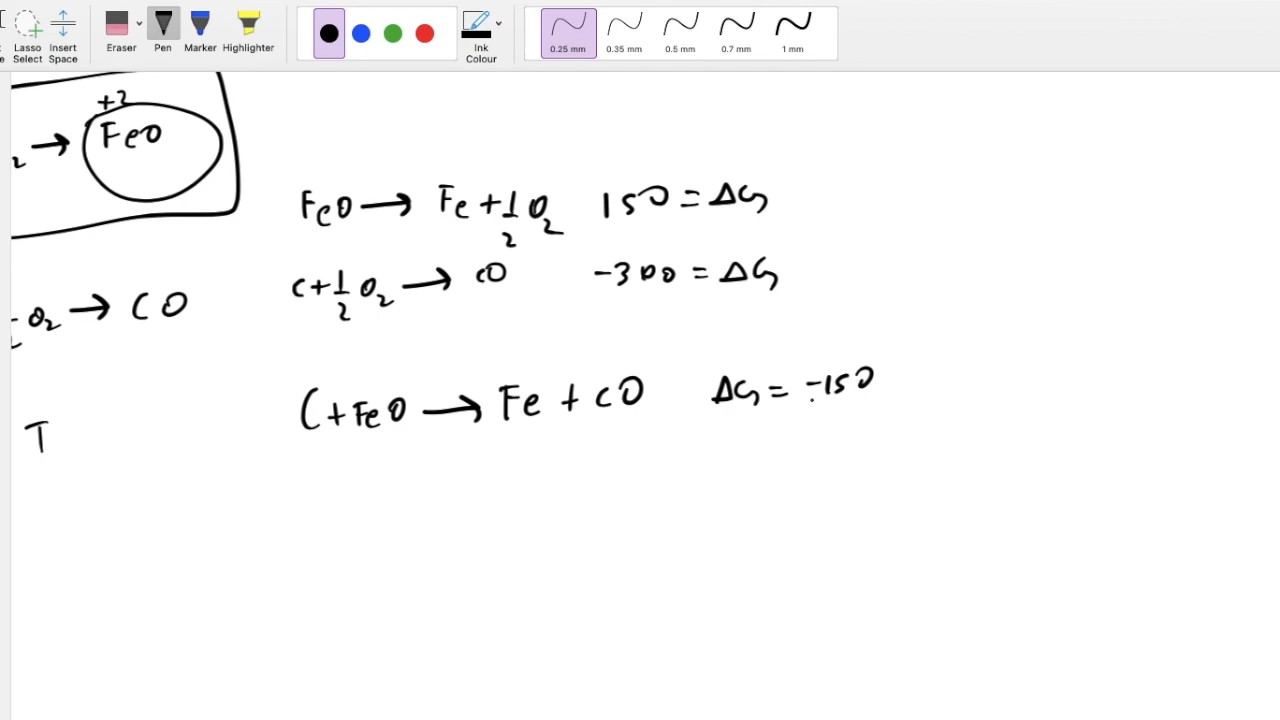 Lasso Select
Insert Space
Eraser
Pen
Marker
Highlighter
Ink Colour
0.25 mm
0.35 mm
0.5 mm
0.7 mm
1 mm
+2
2 → FeO
FeO → Fe + 1/2 O2 150 = ΔG
C + 1/2 O2 → CO -300 = ΔG
O2 → CO
C + FeO → Fe + CO ΔG = -150
T